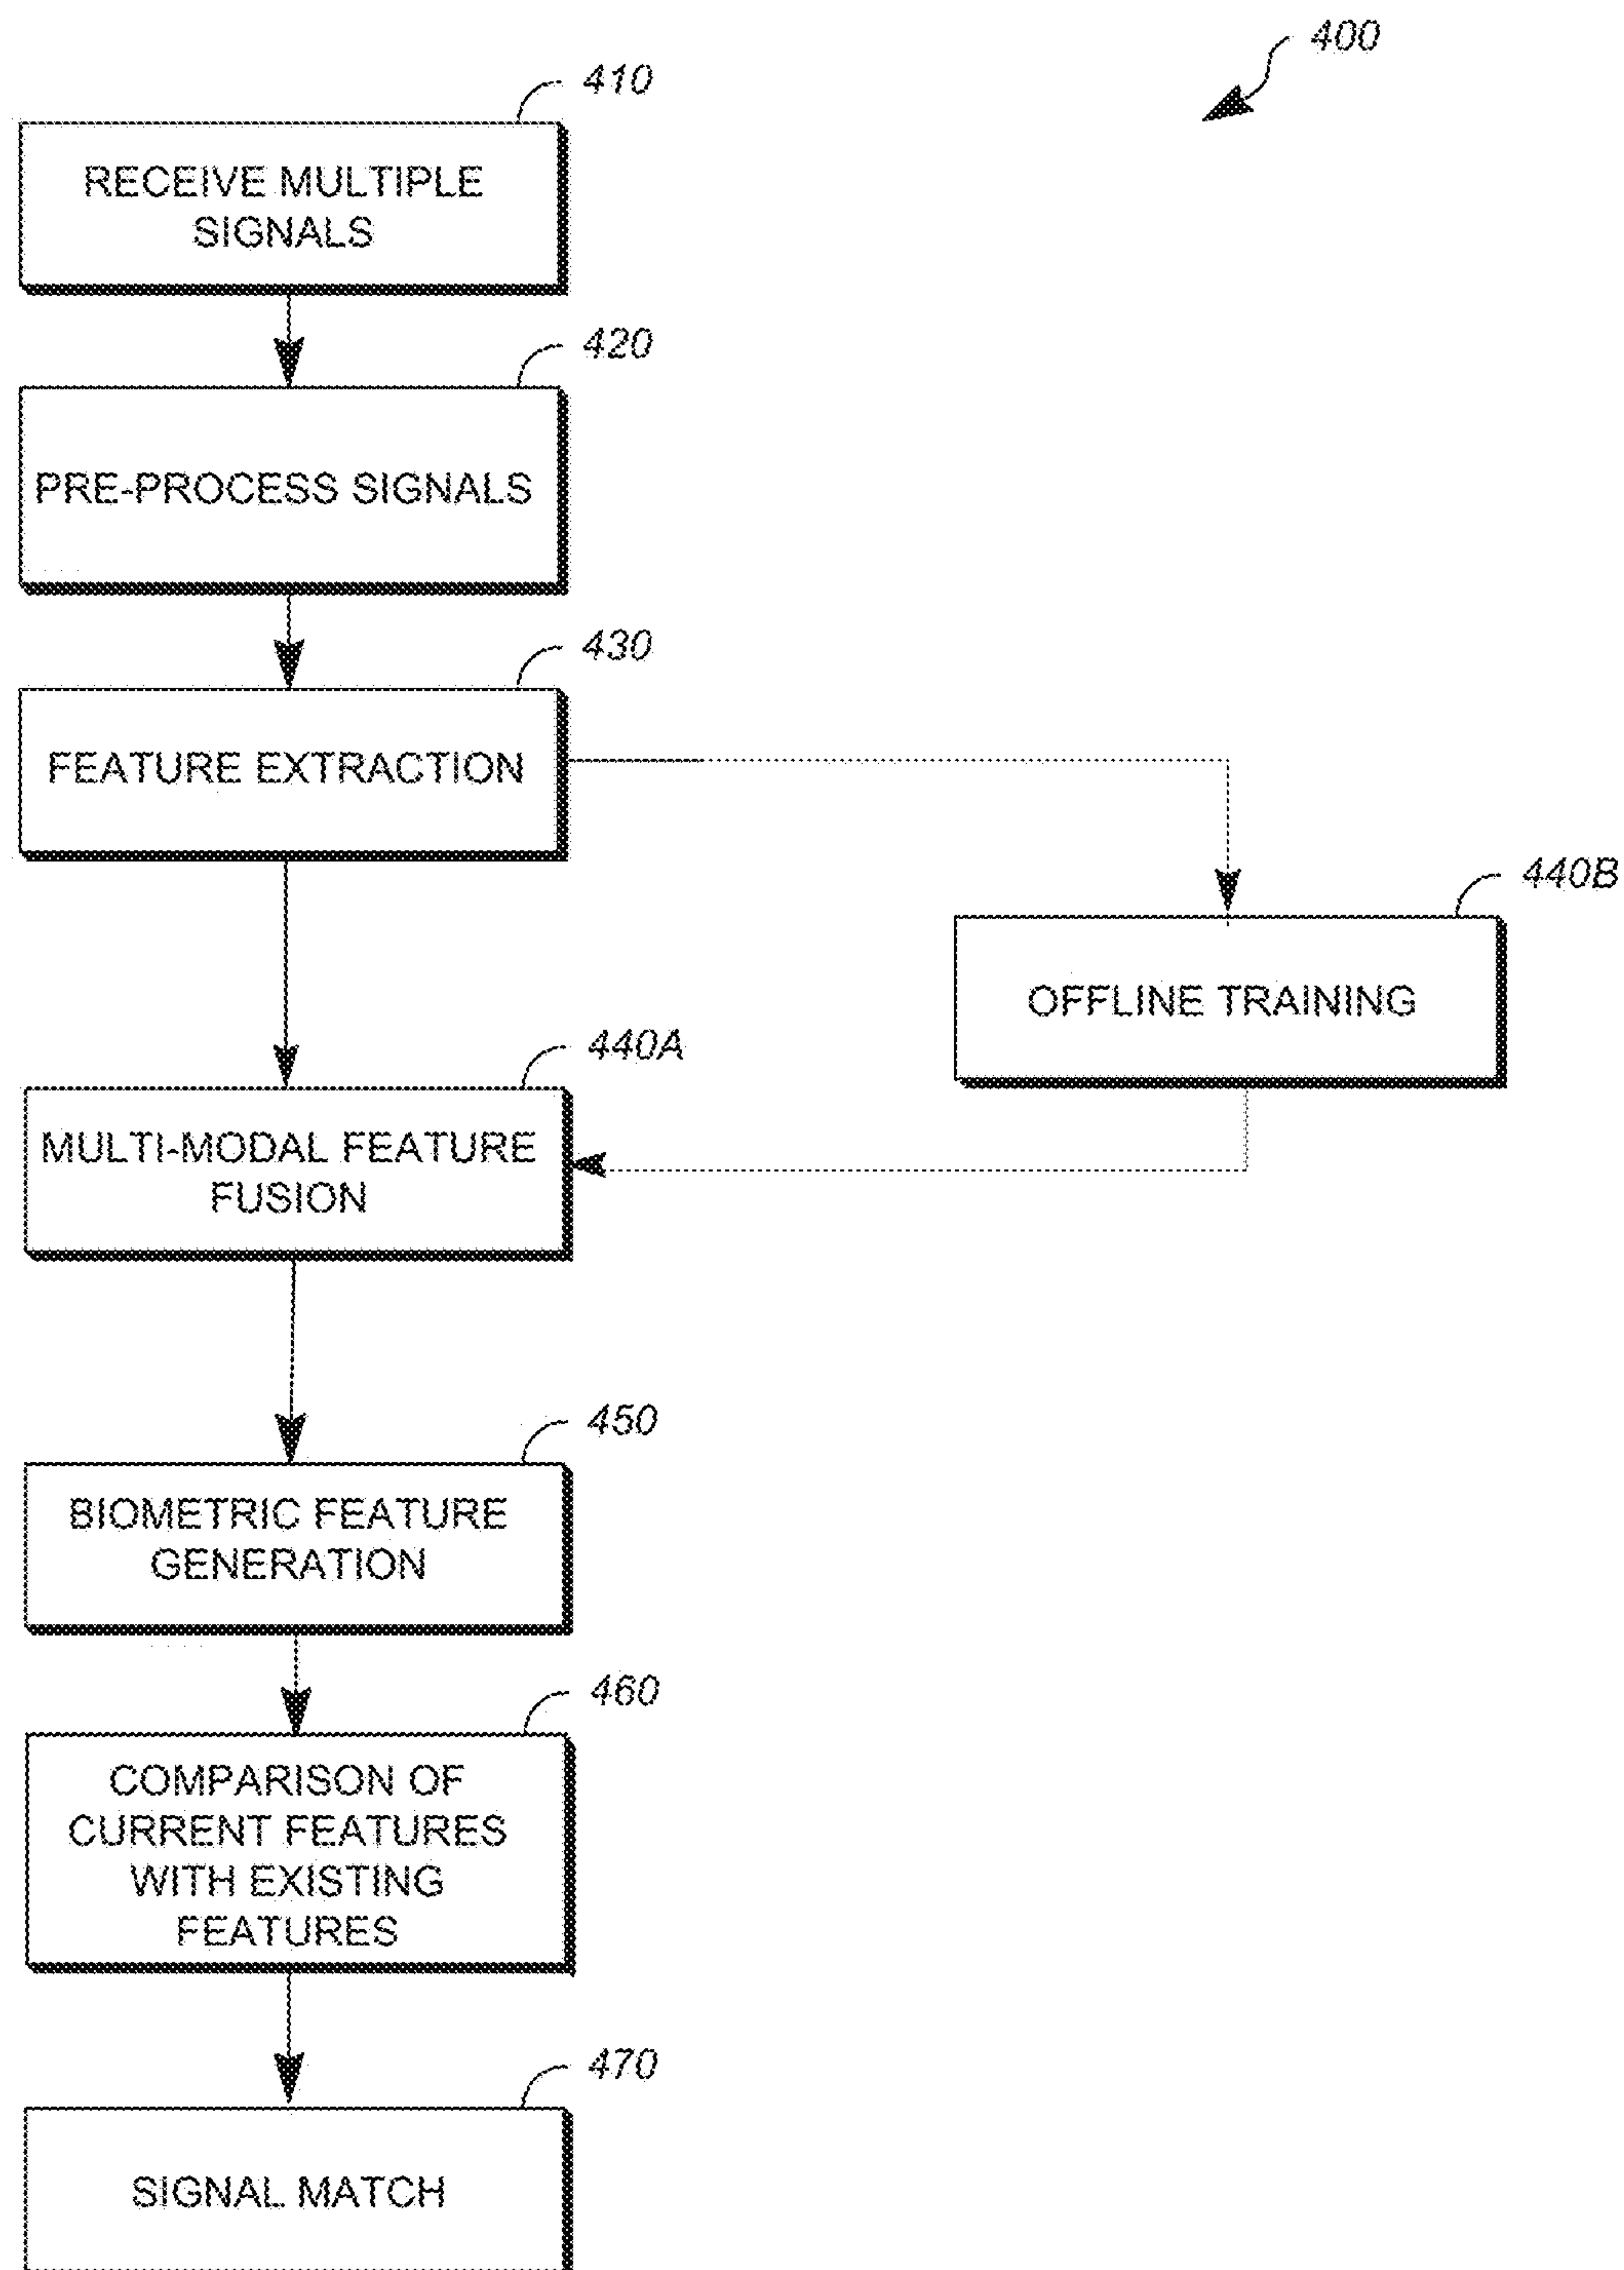 400
410
RECEIVE MULTIPLE
SIGNALS
420
PRE-PROCESS SIGNALS
430
FEATURE EXTRACTION
440B
OFFLINE TRAINING
440A
MULTI-MODAL FEATURE
FUSION
450
BIOMETRIC FEATURE
GENERATION
460
COMPARISON OF
CURRENT FEATURES
WITH EXISTING
FEATURES
470
SIGNAL MATCH